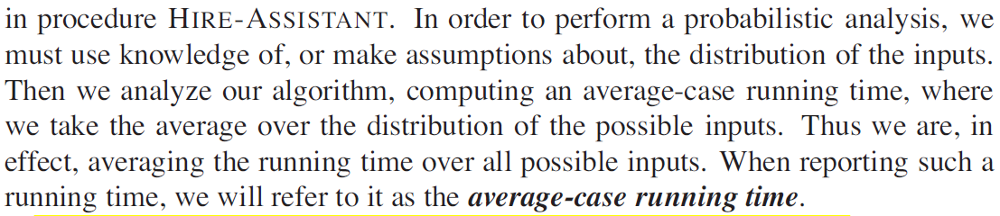 in procedure HIRE-ASSISTANT. In order to perform a probabilistic analysis, we
must use knowledge of, or make assumptions about, the distribution of the inputs.
Then we analyze our algorithm, computing an average-case running time, where
we take the average over the distribution of the possible inputs. Thus we are, in
effect, averaging the running time over all possible inputs. When reporting such a
running time, we will refer to it as the average-case running time.